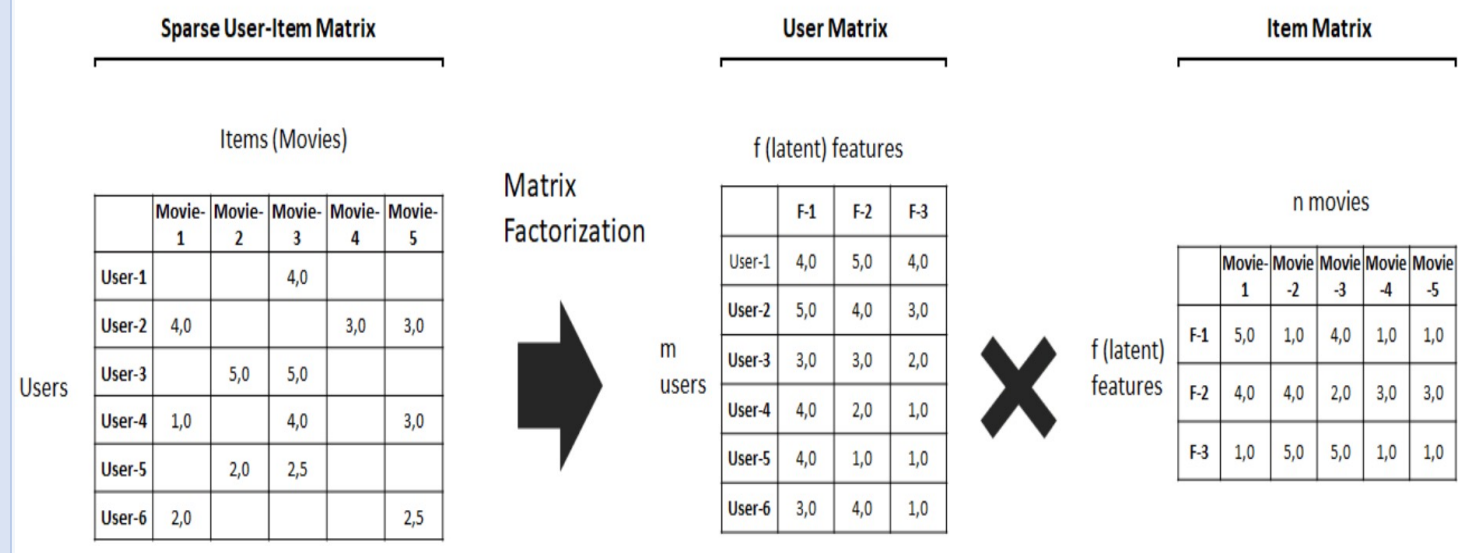 Sparse User-Item Matrix
Items (Movies)
Movie- Movie- Movie- Movie- Movie-
1 2 3 4 5
User-1 4,0
User-2 4,0 3,0 3,0
Users
User-3 5,0 5,0
User-4 1,0 4,0 3,0
User-5 2,0 2,5
User-6 2,0 2,5
Matrix
Factorization
User Matrix
f (latent) features
F-1 F-2 F-3
m
users
User-1 4,0 5,0 4,0
User-2 5,0 4,0 3,0
User-3 3,0 3,0 2,0
User-4 4,0 2,0 1,0
User-5 4,0 1,0 1,0
User-6 3,0 4,0 1,0
Item Matrix
n movies
f (latent)
features
Movie- Movie Movie Movie Movie
1 -2 -3 -4 -5
F-1 5,0 1,0 4,0 1,0 1,0
F-2 4,0 4,0 2,0 3,0 3,0
F-3 1,0 5,0 5,0 1,0 1,0